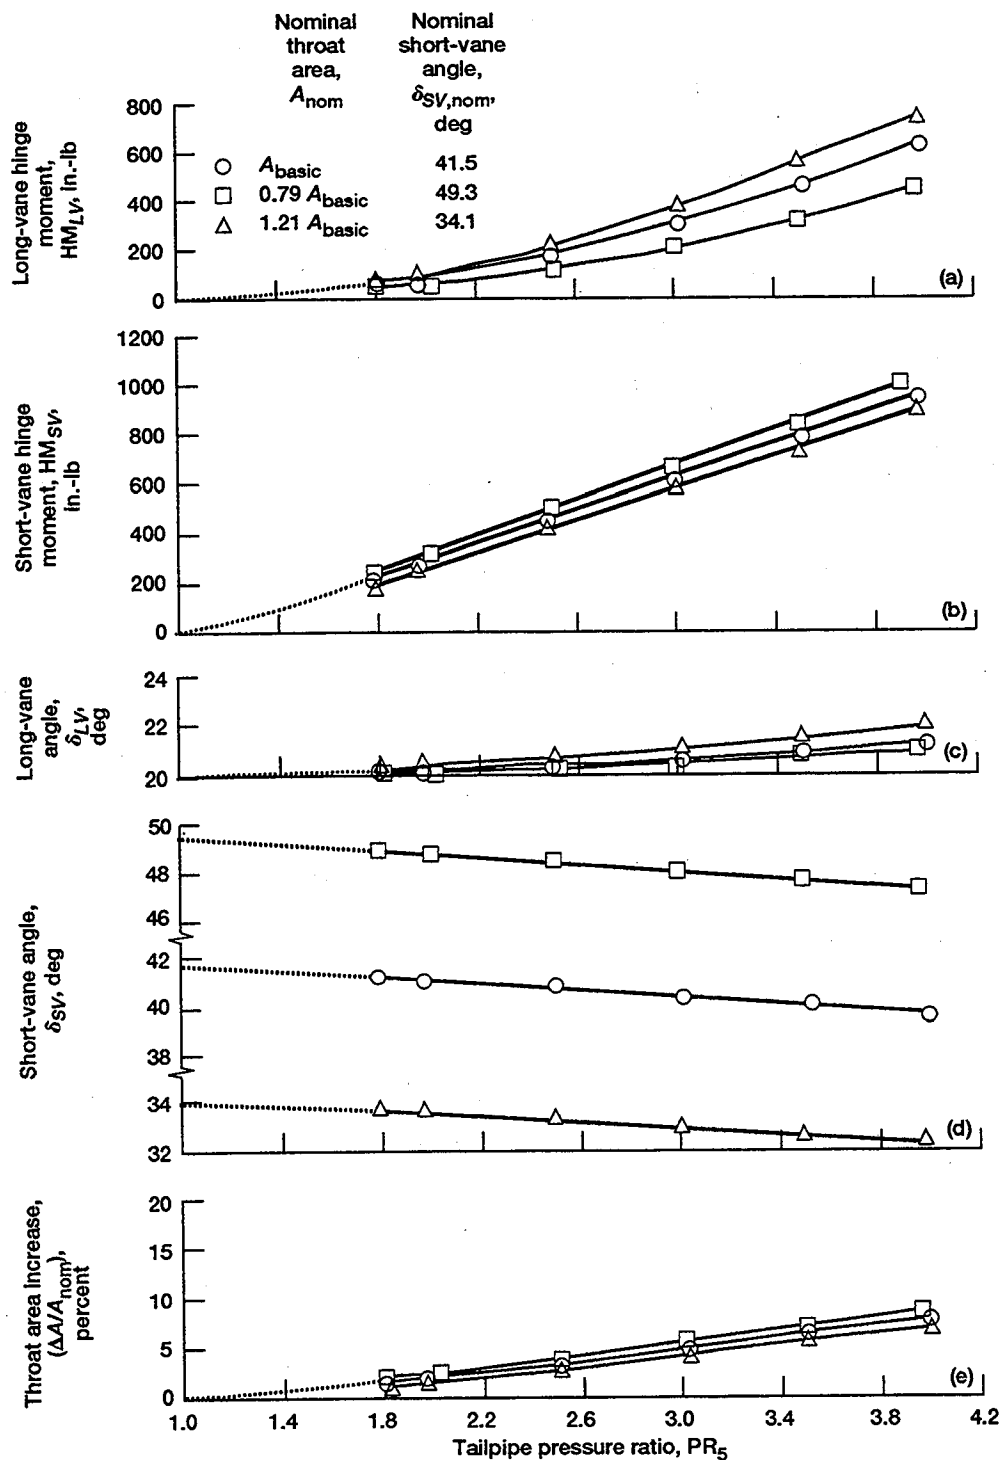 Nominal throat area, A_nom
Nominal short-vane angle, δ_SV,nom, deg
A_basic 41.5
0.79 A_basic 49.3
1.21 A_basic 34.1
Long-vane hinge moment, HM_LV, in.-lb
800
600
400
200
0
(a)
Short-vane hinge moment, HM_SV, in.-lb
1200
1000
800
600
400
200
0
(b)
Long-vane angle, δ_LV, deg
24
22
20
(c)
Short-vane angle, δ_SV, deg
50
48
46
42
40
38
34
32
(d)
Throat area increase, (ΔA/A_nom), percent
20
15
10
5
0
(e)
1.0 1.4 1.8 2.2 2.6 3.0 3.4 3.8 4.2
Tailpipe pressure ratio, PR5